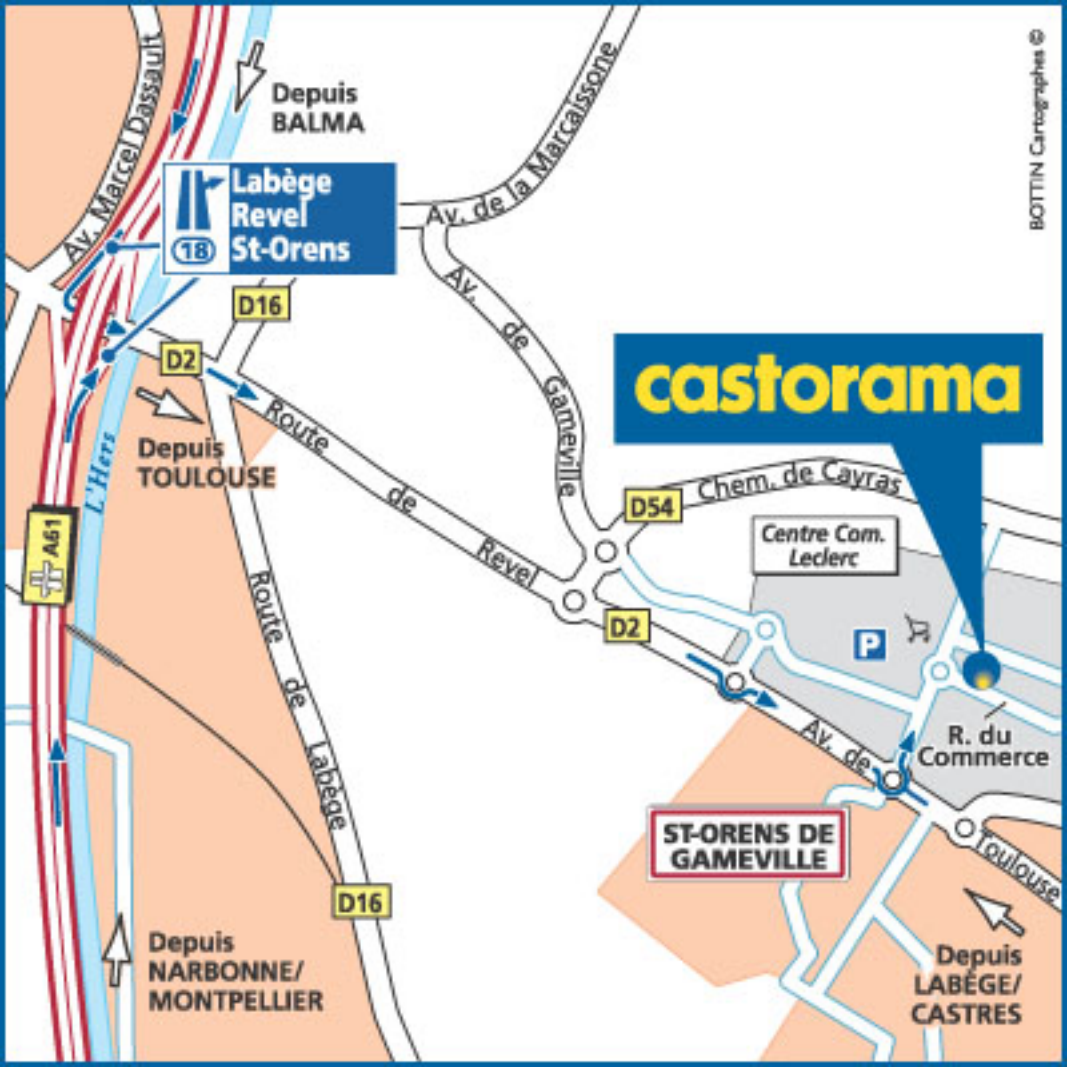 BOTTIN Cartographes ©
Depuis
BALMA
Av. Marcel Dassault
Labège
Revel
St-Orens
18
Av. de la Marcaissone
Av. de Gameville
D16
D2
castorama
Route de Revel
Depuis
TOULOUSE
L'Hers
D54
Chem. de Cayras
A61
Centre Com.
Leclerc
Route de Labège
D2
P
R. du
Commerce
Av. de Toulouse
ST-ORENS DE
GAMEVILLE
D16
Depuis
NARBONNE/
MONTPELLIER
Depuis
LABÈGE/
CASTRES